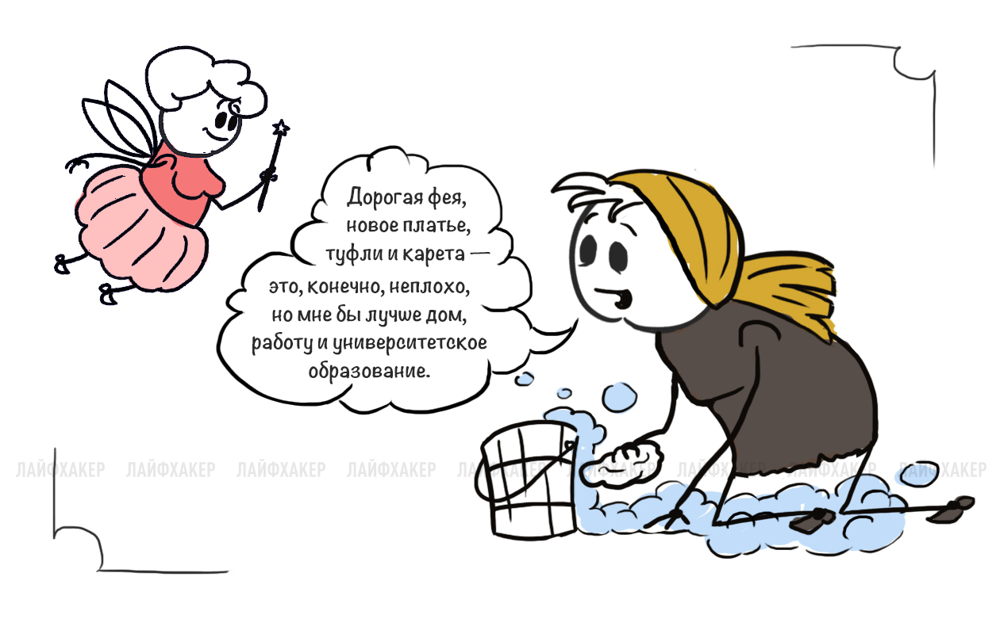 Дорогая фея,
новое платье,
туфли и карета —
это, конечно, неплохо,
но мне бы лучше дом,
работу и университетское
образование.
ЛАЙФХАКЕР ЛАЙФХАКЕР ЛАЙФХАКЕР ЛАЙФХАКЕР ЛАЙФХАКЕР ЛАЙФХАКЕР ЛАЙФХАКЕР ЛАЙФХАКЕР ЛАЙФХАКЕР